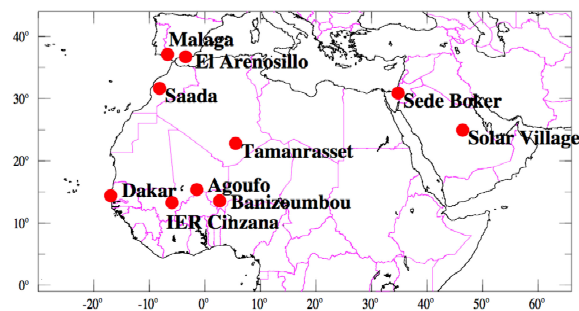 40°
Malaga
El Arenosillo
30°
Saada
Sede Boker
Solar Village
Tamanrasset
20°
Dakar
Agoufo
Banizoumbou
IER Cinzana
10°
0°
-20° -10° 0° 10° 20° 30° 40° 50° 60°